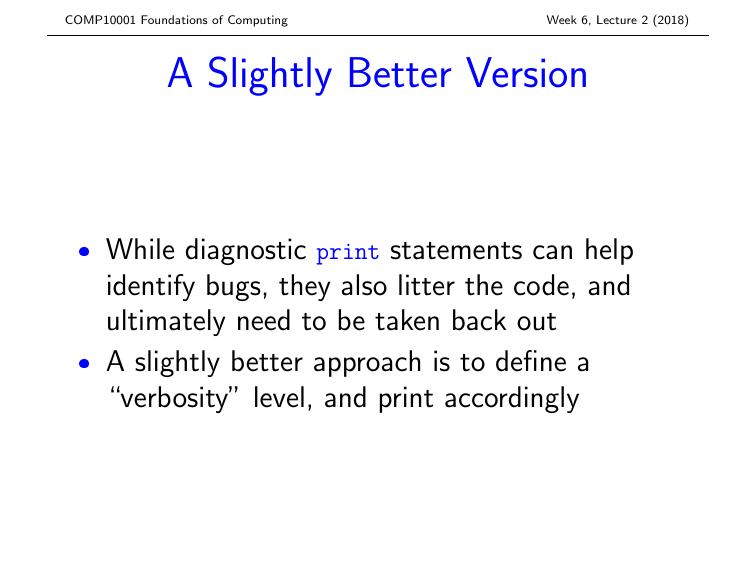 COMP10001 Foundations of Computing Week 6, Lecture 2 (2018)
A Slightly Better Version
• While diagnostic print statements can help
identify bugs, they also litter the code, and
ultimately need to be taken back out
• A slightly better approach is to define a
“verbosity” level, and print accordingly